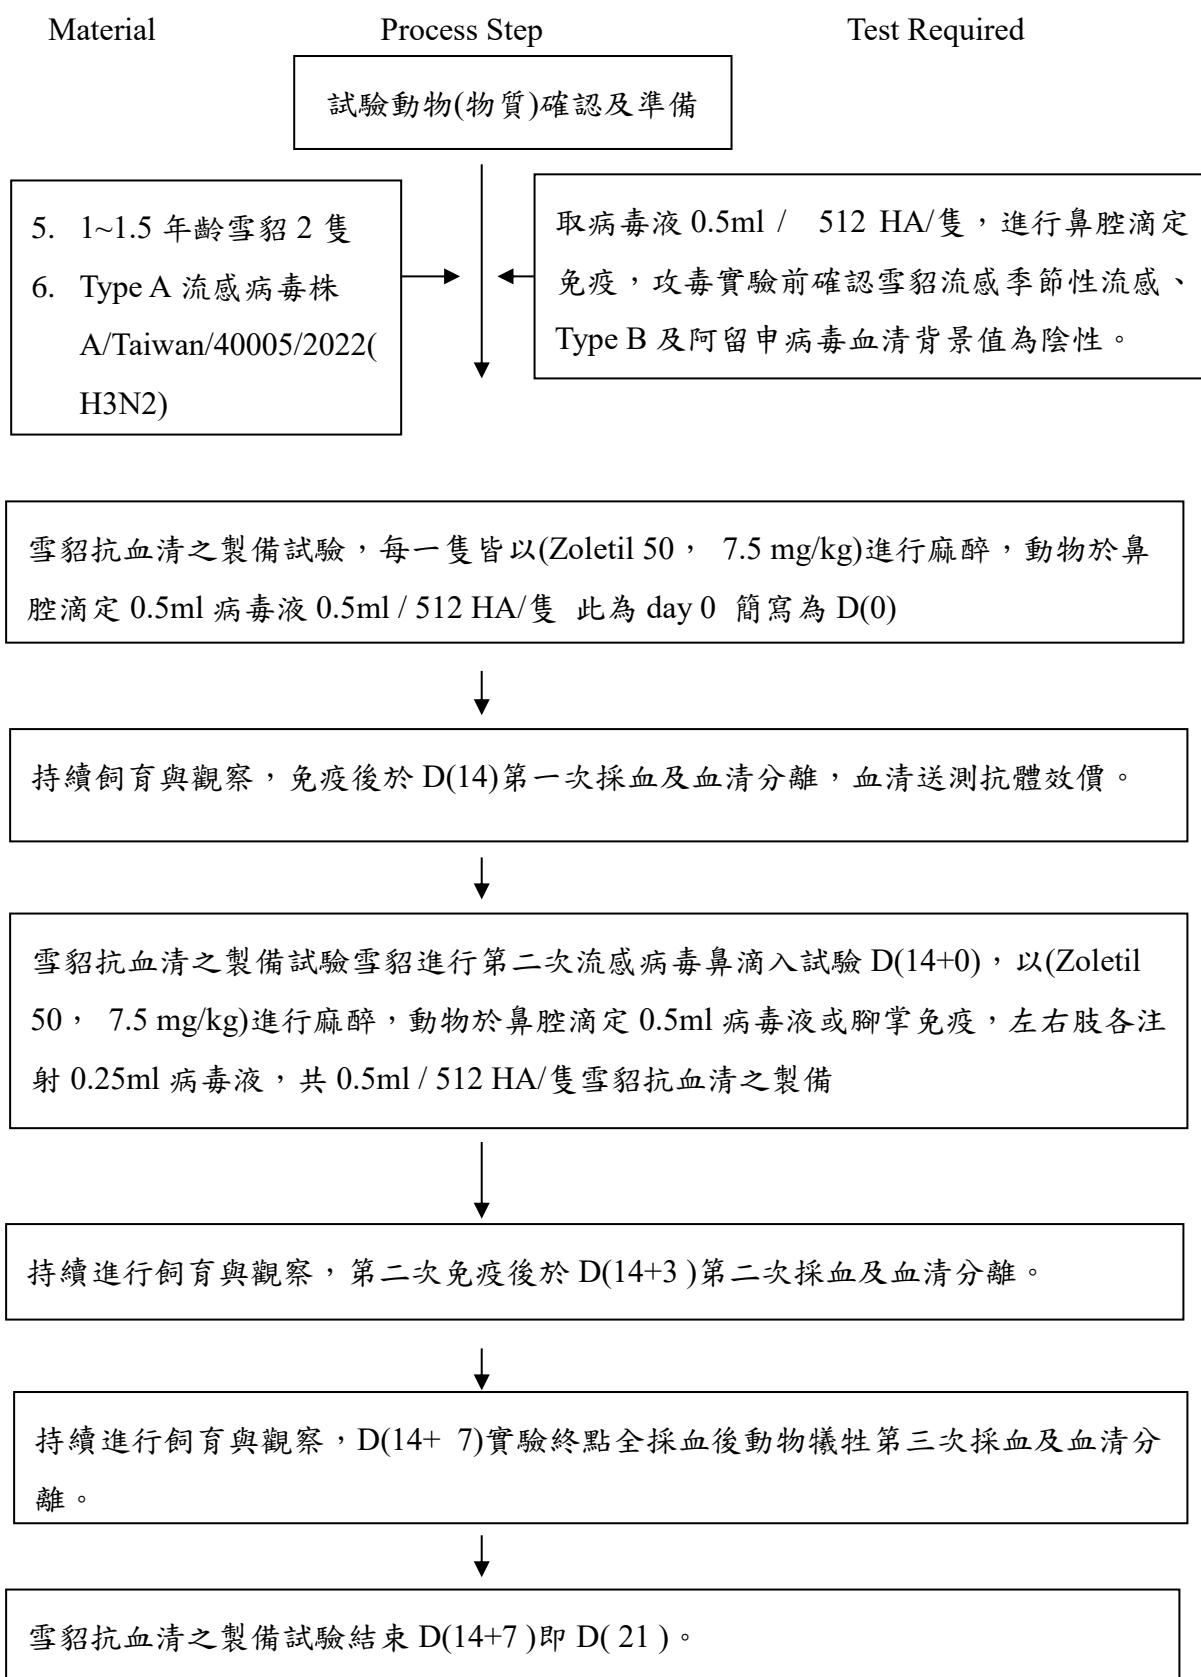 Material Process Step Test Required
試驗動物(物質)確認及準備
5. 1~1.5 年齡雪貂 2 隻
6. Type A 流感病毒株
A/Taiwan/40005/2022(
H3N2)
取病毒液 0.5ml / 512 HA/隻，進行鼻腔滴定
免疫，攻毒實驗前確認雪貂流感季節性流感、
Type B 及阿留申病毒血清背景值為陰性。
雪貂抗血清之製備試驗，每一隻皆以(Zoletil 50， 7.5 mg/kg)進行麻醉，動物於鼻
腔滴定 0.5ml 病毒液 0.5ml / 512 HA/隻 此為 day 0 簡寫為 D(0)
持續飼育與觀察，免疫後於 D(14)第一次採血及血清分離，血清送測抗體效價。
雪貂抗血清之製備試驗雪貂進行第二次流感病毒鼻滴入試驗 D(14+0)，以(Zoletil
50， 7.5 mg/kg)進行麻醉，動物於鼻腔滴定 0.5ml 病毒液或腳掌免疫，左右肢各注
射 0.25ml 病毒液，共 0.5ml / 512 HA/隻雪貂抗血清之製備
持續進行飼育與觀察，第二次免疫後於 D(14+3 )第二次採血及血清分離。
持續進行飼育與觀察，D(14+ 7)實驗終點全採血後動物犧牲第三次採血及血清分
離。
雪貂抗血清之製備試驗結束 D(14+7 )即 D( 21 )。